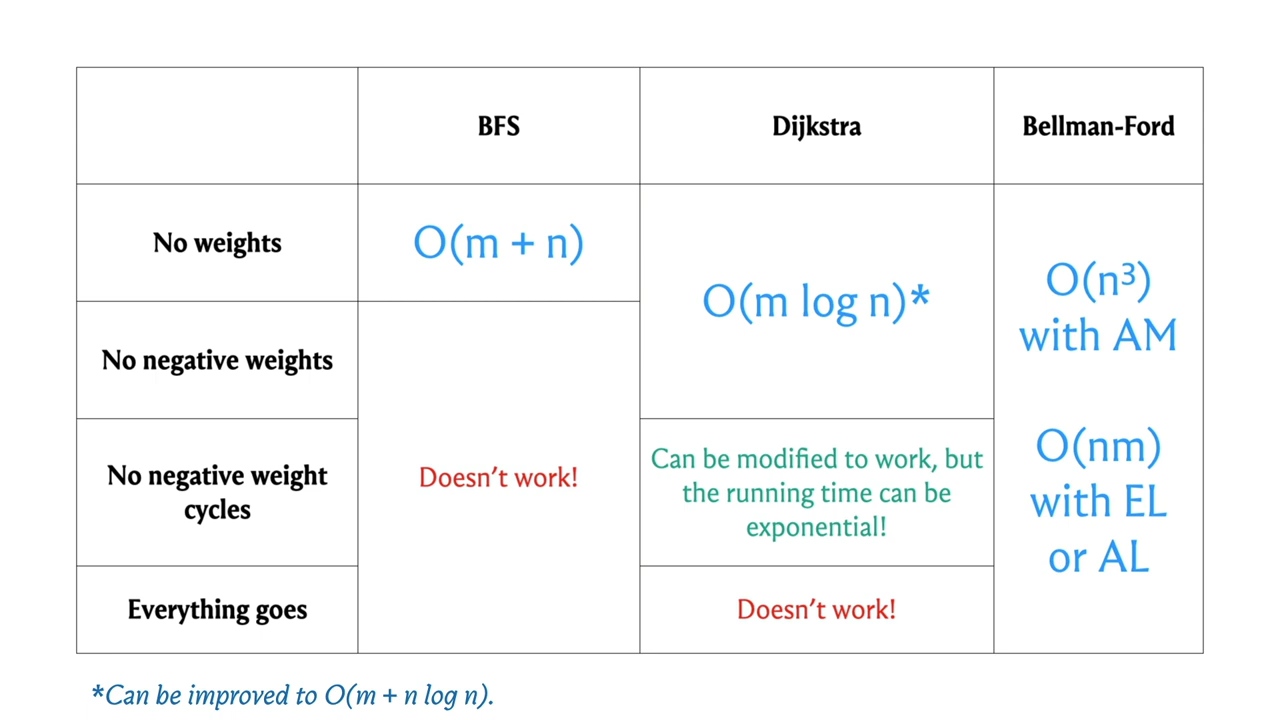 BFS
Dijkstra
Bellman-Ford
No weights
O(m + n)
O(m log n)*
O(n³)
with AM
O(nm)
with EL
or AL
No negative weights
Doesn’t work!
No negative weight
cycles
Can be modified to work, but
the running time can be
exponential!
Everything goes
Doesn’t work!
*Can be improved to O(m + n log n).